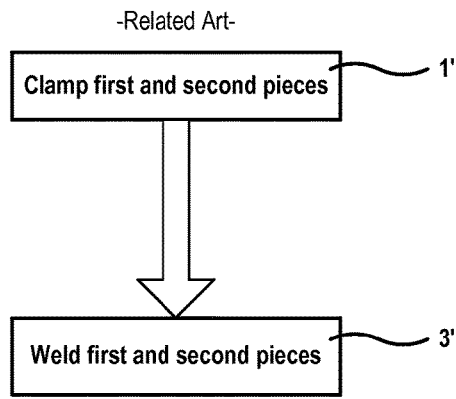 -Related Art-
Clamp first and second pieces
1'
Weld first and second pieces
3'